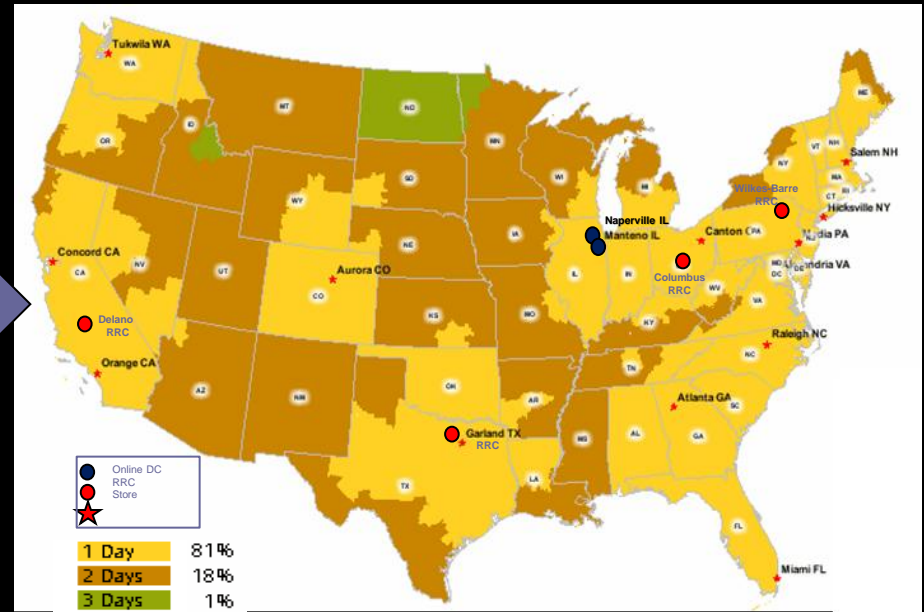 Tukwila WA
WA
MT
ND
ME
OR
ID
MN
VT
NH
Salem NH
WI
NY
MA
SD
MI
CT
RI
WY
Wilkes-Barre
RRC
Hicksville NY
Naperville IL
Manteno IL
Canton
PA
NJ
dia PA
IA
NE
Concord CA
NV
Aurora CO
IL
IN
Columbus
RRC
MD
DC
DE
ndria VA
CA
UT
CO
WV
VA
Delano
RRC
KS
MO
KY
Raleigh NC
Orange CA
NC
TN
AZ
NM
OK
AR
Atlanta GA
SC
Garland TX
RRC
MS
AL
GA
Online DC
RRC
Store
TX
LA
FL
1 Day 81%
2 Days 18%
3 Days 1%
Miami FL